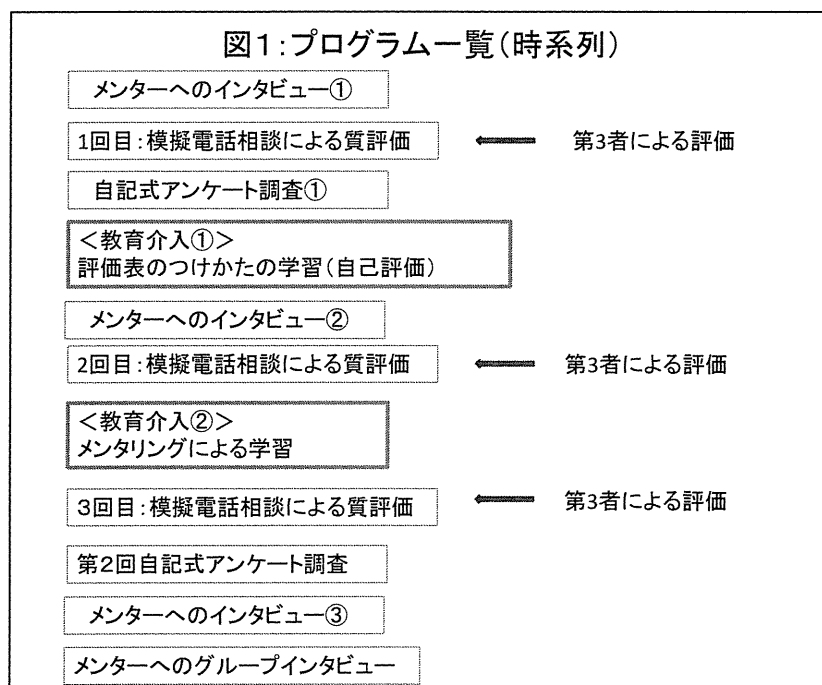 図1:プログラム一覧(時系列)
メンターへのインタビュー①
1回目:模擬電話相談による質評価
第3者による評価
自記式アンケート調査①
<教育介入①>
評価表のつけかたの学習(自己評価)
メンターへのインタビュー②
2回目:模擬電話相談による質評価
第3者による評価
<教育介入②>
メンタリングによる学習
3回目:模擬電話相談による質評価
第3者による評価
第2回自記式アンケート調査
メンターへのインタビュー③
メンターへのグループインタビュー